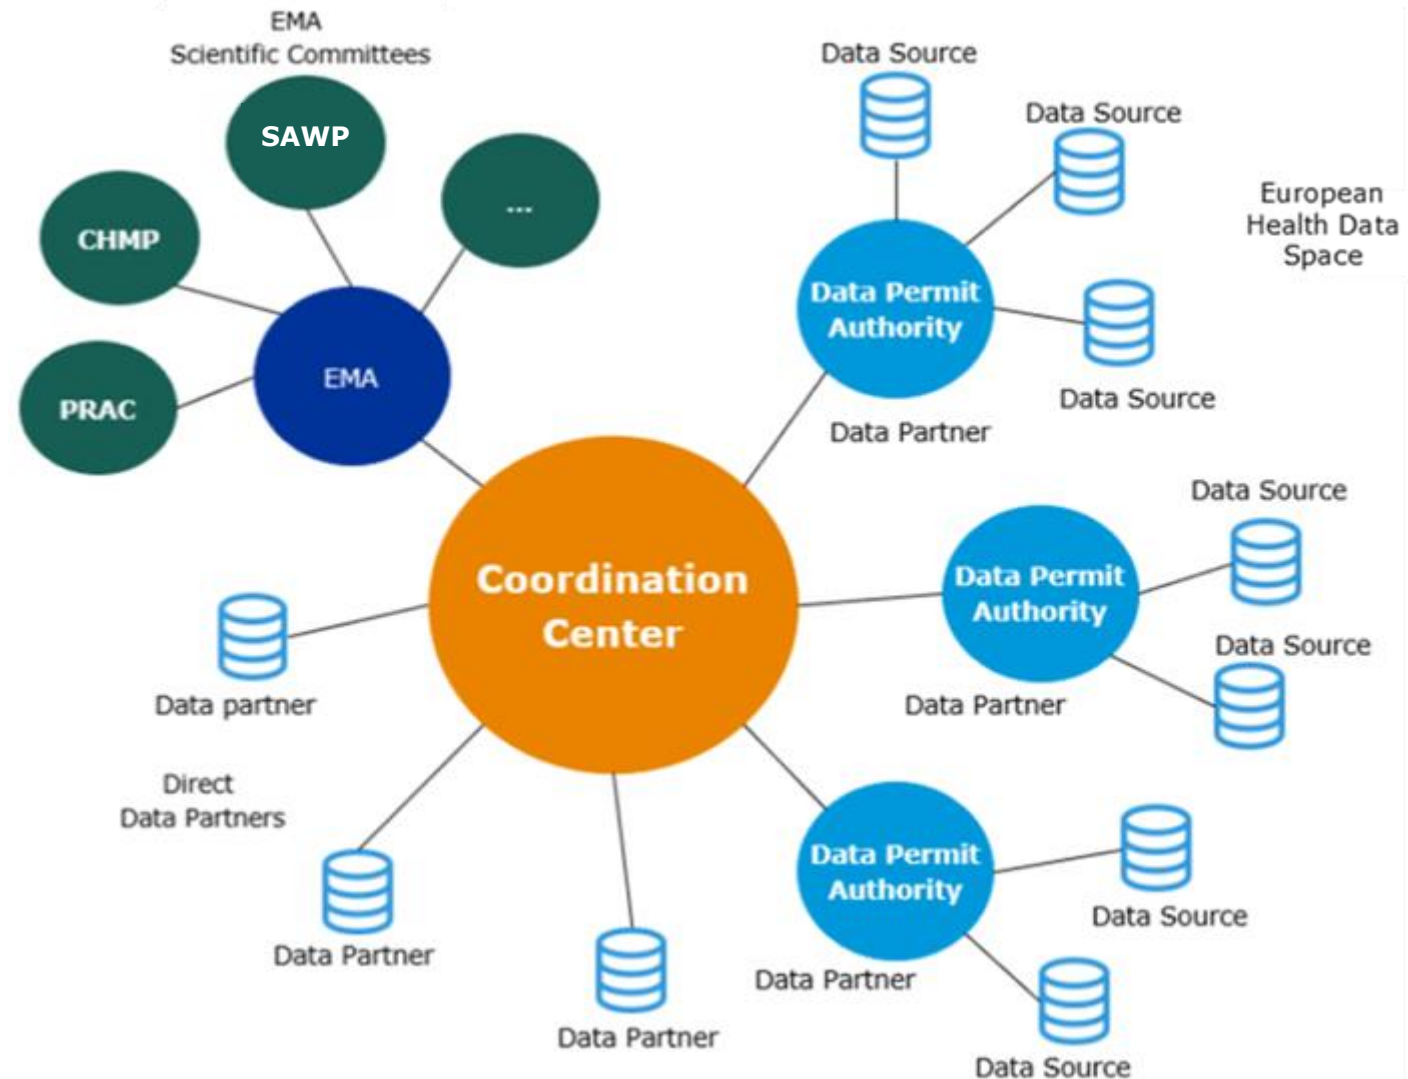 EMA
Scientific Committees
SAWP
...
CHMP
PRAC
EMA
Data Source
Data Source
European
Health Data
Space
Data Permit
Authority
Data Source
Data Partner
Coordination
Center
Data Source
Data Permit
Authority
Data Source
Data Partner
Data partner
Direct
Data Partners
Data Partner
Data Partner
Data Permit
Authority
Data Source
Data Partner
Data Source